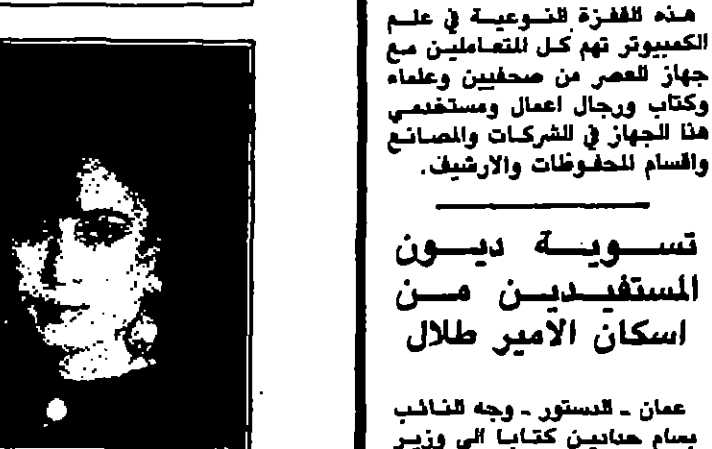 هذه القفزة النوعية في علم
الكمبيوتر تهم كل المتعاملين مع
جهاز العصر من صحفيين وعلماء
وكتاب ورجال اعمال ومستخدمي
هذا الجهاز في الشركات والمصانع
واقسام المحفوظات والارشيف.
تسوية ديون
المستفيدين من
اسكان الامير طلال
عمان - الدستور - وجه النائب
بسام حدادين كتابا الى وزير